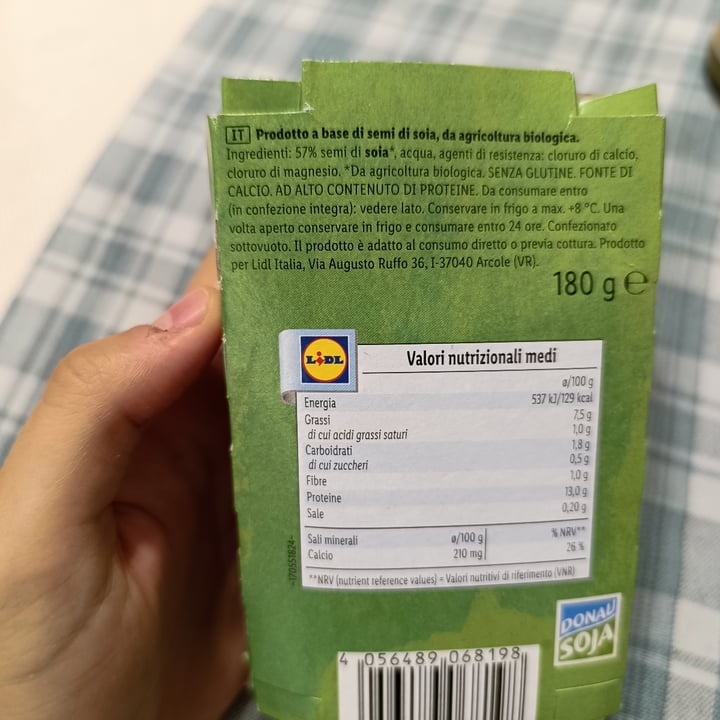 IT Prodotto a base di semi di soia, da agricoltura biologica.
Ingredienti: 57% semi di soia*, acqua, agenti di resistenza: cloruro di calcio,
cloruro di magnesio. *Da agricoltura biologica. SENZA GLUTINE. FONTE DI
CALCIO. AD ALTO CONTENUTO DI PROTEINE. Da consumare entro
(in confezione integra): vedere lato. Conservare in frigo a max. +8 °C. Una
volta aperto conservare in frigo e consumare entro 24 ore. Confezionato
sottovuoto. Il prodotto è adatto al consumo diretto o previa cottura. Prodotto
per Lidl Italia, Via Augusto Ruffo 36, I-37040 Arcole (VR).
180 g e
LIDL
Valori nutrizionali medi
ø/100 g
Energia 537 kJ/129 kcal
Grassi 7,5 g
di cui acidi grassi saturi 1,0 g
Carboidrati 1,8 g
di cui zuccheri 0,5 g
Fibre 1,0 g
Proteine 13,0 g
Sale 0,20 g
Sali minerali ø/100 g % NRV**
Calcio 210 mg 26 %
**NRV (nutrient reference values) = Valori nutritivi di riferimento (VNR)
-170551824-
DONAU
SOJA
4 056489 068198